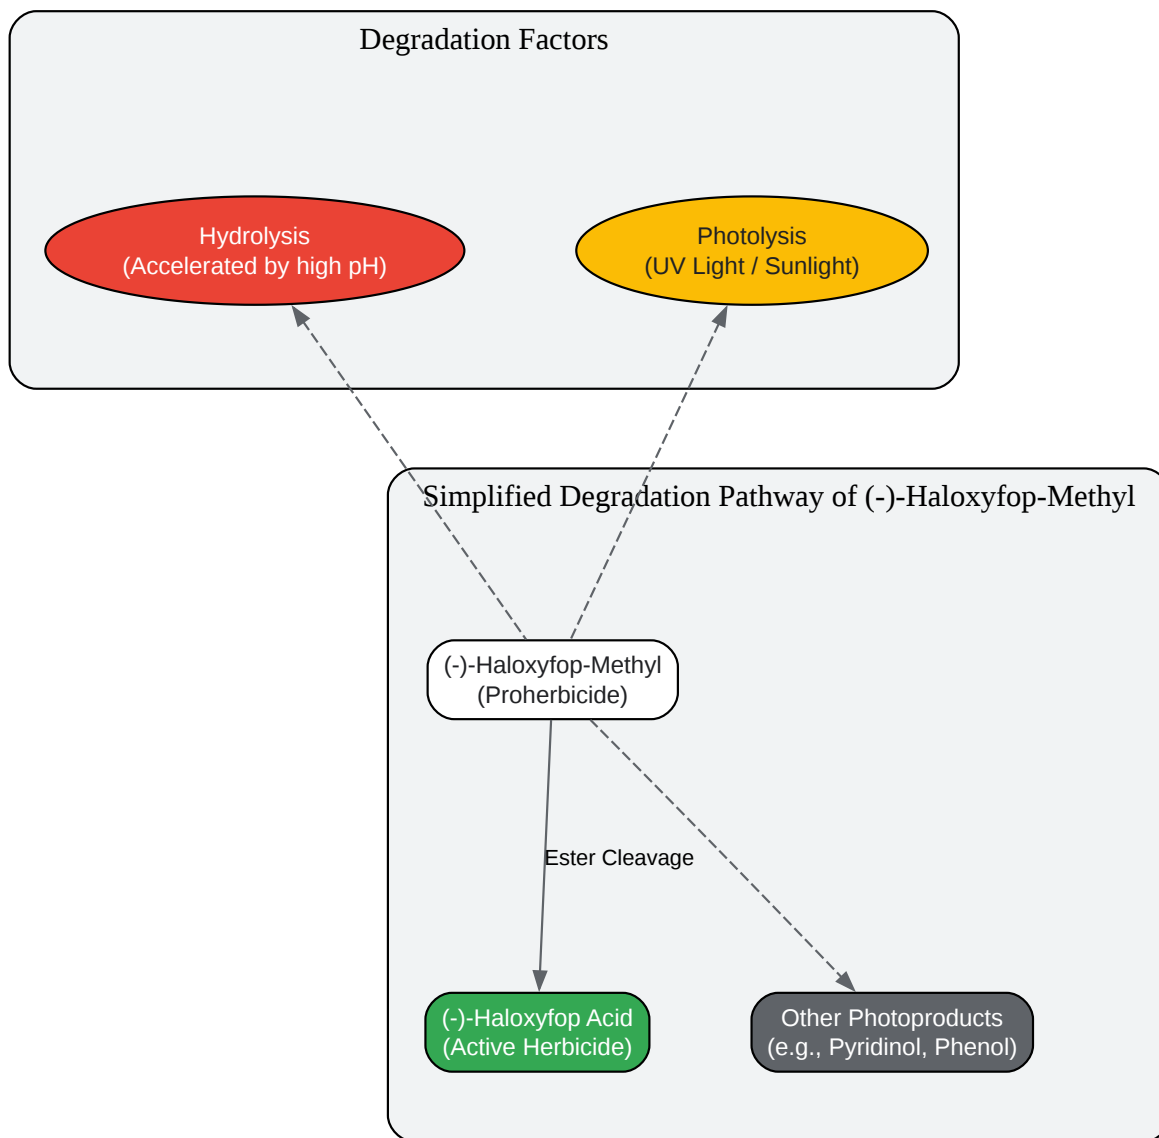 Degradation Factors
Hydrolysis
(Accelerated by high pH)
Photolysis
(UV Light / Sunlight)
Simplified Degradation Pathway of (-)-Haloxyfop-Methyl
(-)-Haloxyfop-Methyl
(Proherbicide)
Ester Cleavage
(-)-Haloxyfop Acid
(Active Herbicide)
Other Photoproducts
(e.g., Pyridinol, Phenol)